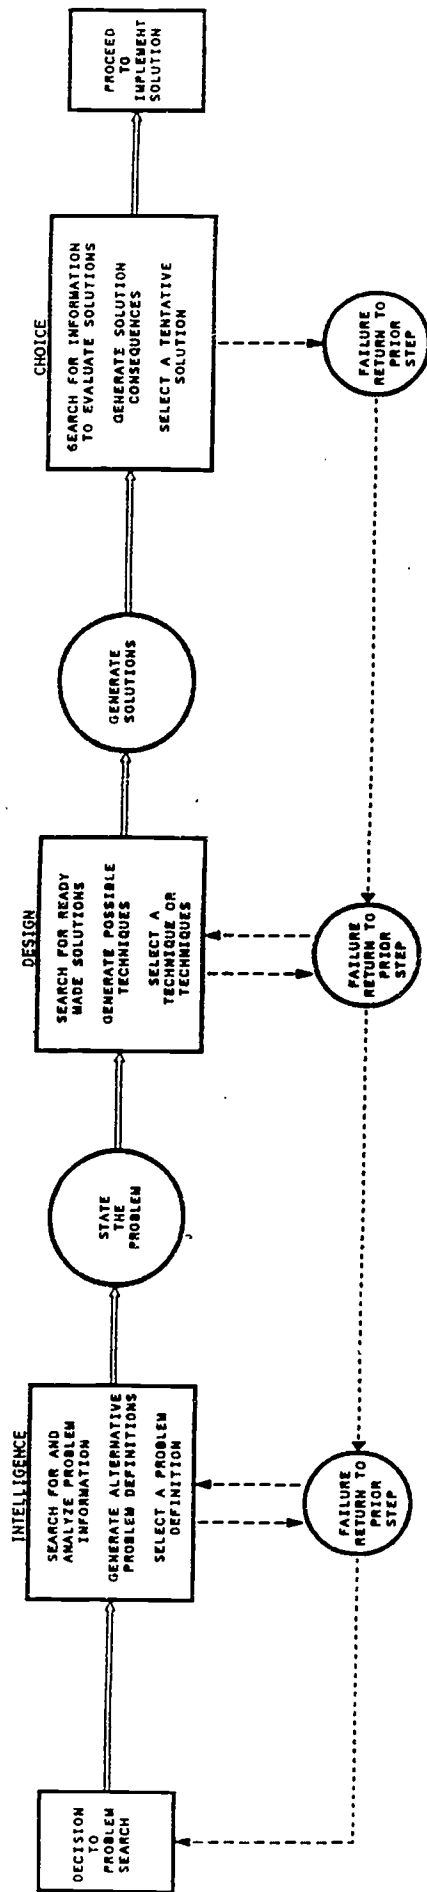 DECISION
TO
PROBLEM
SEARCH
INTELLIGENCE
SEARCH FOR AND
ANALYZE PROBLEM
INFORMATION
GENERATE ALTERNATIVE
PROBLEM DEFINITIONS
SELECT A PROBLEM
DEFINITION
STATE
THE
PROBLEM
DESIGN
SEARCH FOR READY
MADE SOLUTIONS
GENERATE POSSIBLE
TECHNIQUES
SELECT A
TECHNIQUE OR
TECHNIQUES
GENERATE
SOLUTIONS
CHOICE
SEARCH FOR INFORMATION
TO EVALUATE SOLUTIONS
GENERATE SOLUTION
CONSEQUENCES
SELECT A TENTATIVE
SOLUTION
PROCEED
TO
IMPLEMENT
SOLUTION
FAILURE
RETURN TO
PRIOR
STEP
FAILURE
RETURN TO
PRIOR
STEP
FAILURE
RETURN TO
PRIOR
STEP